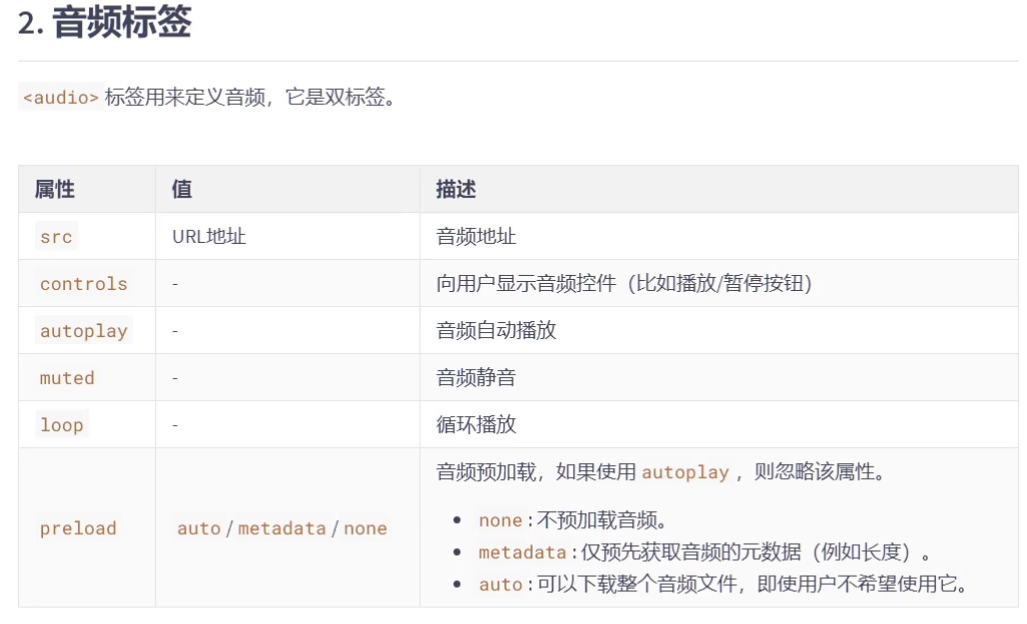 2. 音频标签
<audio> 标签用来定义音频，它是双标签。
属性 值 描述
src URL地址 音频地址
controls - 向用户显示音频控件（比如播放/暂停按钮）
autoplay - 音频自动播放
muted - 音频静音
loop - 循环播放
音频预加载，如果使用 autoplay ，则忽略该属性。
preload auto / metadata / none
• none : 不预加载音频。
• metadata : 仅预先获取音频的元数据（例如长度）。
• auto : 可以下载整个音频文件，即使用户不希望使用它。